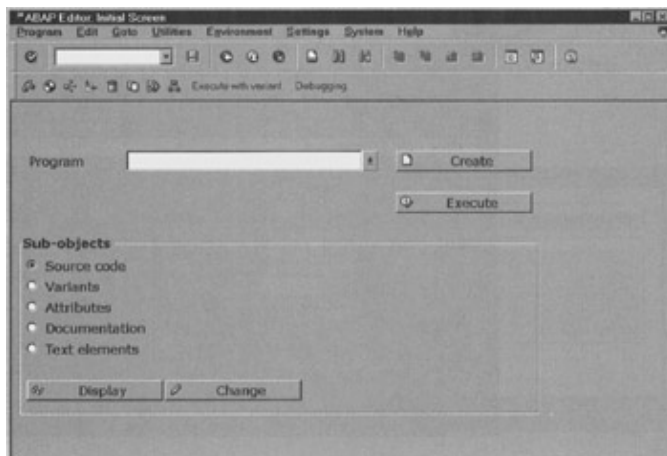 ABAP Editor: Initial Screen
Program Edit Goto Utilities Environment Settings System Help
Execute with variant Debugging
Program
Create
Execute
Sub-objects
Source code
Variants
Attributes
Documentation
Text elements
Display Change